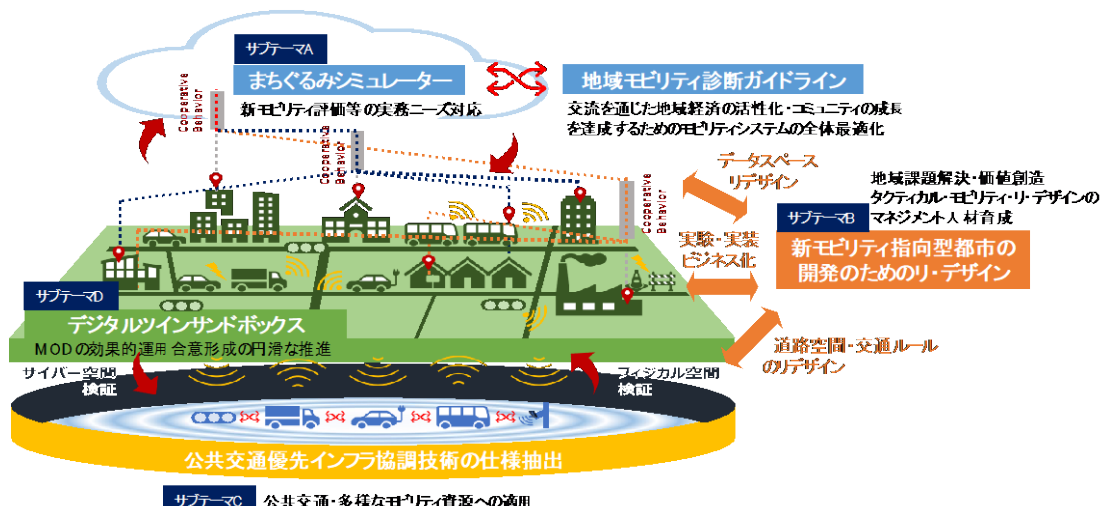 サブテーマA
まちぐるみシミュレーター
新モビリティ評価等の実務ニーズ対応
地域モビリティ診断ガイドライン
交流を通じた地域経済の活性化・コミュニティの成長
を達成するためのモビリティシステムの全体最適化
Cooperative
Behavior
Cooperative
Behavior
Cooperative
Behavior
データスペース
リデザイン
地域課題解決・価値創造
タクティカル・モビリティ・リ・デザインの
マネジメント人材育成
サブテーマB
新モビリティ指向型都市の
開発のためのリ・デザイン
実験・実装
ビジネス化
サブテーマD
デジタルツインサンドボックス
MODの効果的運用 合意形成の円滑な推進
道路空間・交通ルール
のリデザイン
サイバー空間
検証
フィジカル空間
検証
公共交通優先インフラ協調技術の仕様抽出
サブテーマC
公共交通・多様なモビリティ資源への適用